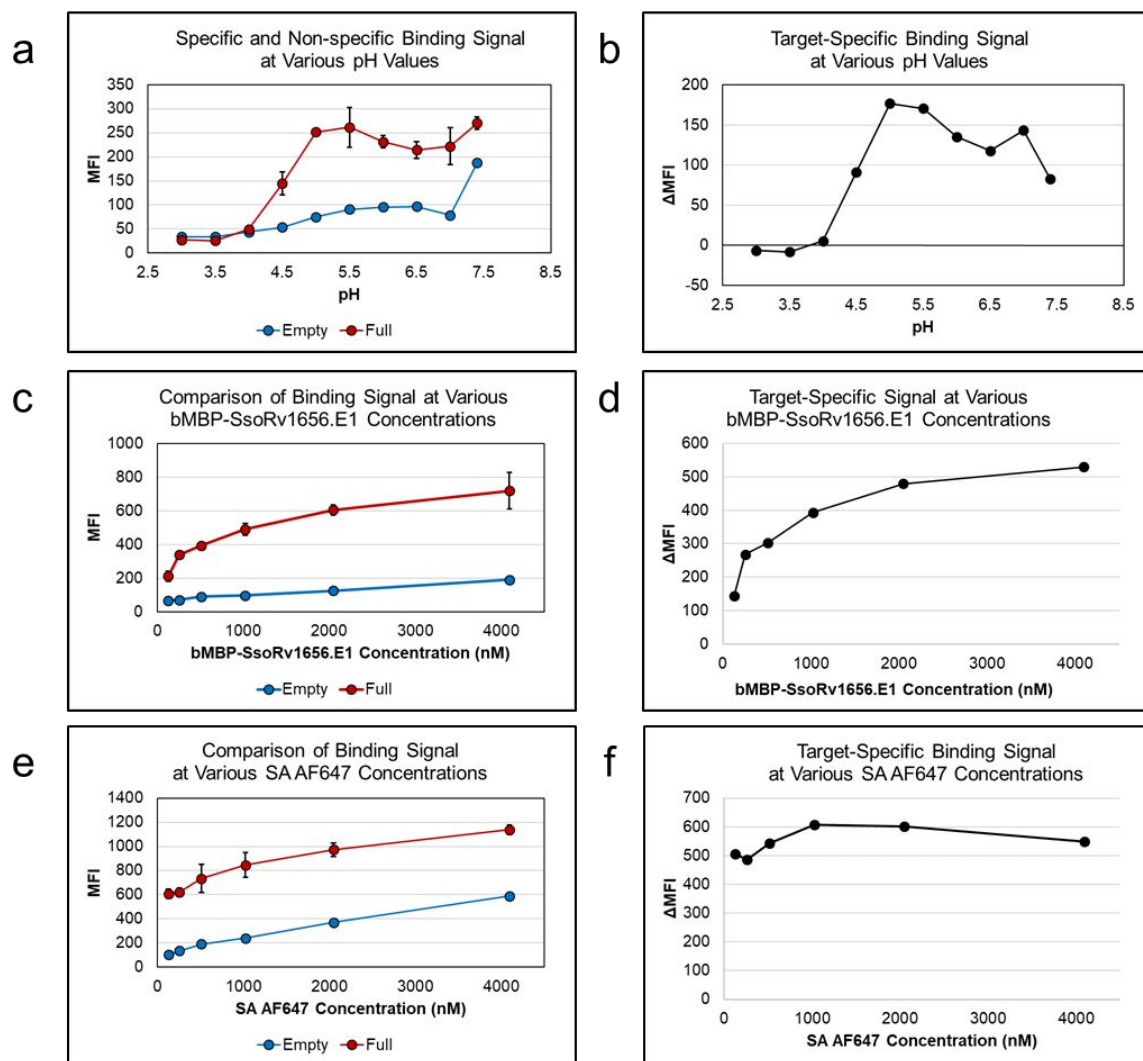 a
Specific and Non-specific Binding Signal
at Various pH Values
MFI
350
300
250
200
150
100
50
0
2.5 3.5 4.5 5.5 6.5 7.5 8.5
pH
Empty Full
b
Target-Specific Binding Signal
at Various pH Values
ΔMFI
200
150
100
50
0
-50
2.5 3.5 4.5 5.5 6.5 7.5 8.5
pH
c
Comparison of Binding Signal at Various
bMBP-SsoRv1656.E1 Concentrations
MFI
1000
800
600
400
200
0
0 1000 2000 3000 4000
bMBP-SsoRv1656.E1 Concentration (nM)
Empty Full
d
Target-Specific Signal at Various
bMBP-SsoRv1656.E1 Concentrations
ΔMFI
600
500
400
300
200
100
0
0 1000 2000 3000 4000
bMBP-SsoRv1656.E1 Concentration (nM)
e
Comparison of Binding Signal
at Various SA AF647 Concentrations
MFI
1400
1200
1000
800
600
400
200
0
0 1000 2000 3000 4000
SA AF647 Concentration (nM)
Empty Full
f
Target-Specific Binding Signal
at Various SA AF647 Concentrations
ΔMFI
700
600
500
400
300
200
100
0
0 1000 2000 3000 4000
SA AF647 Concentration (nM)